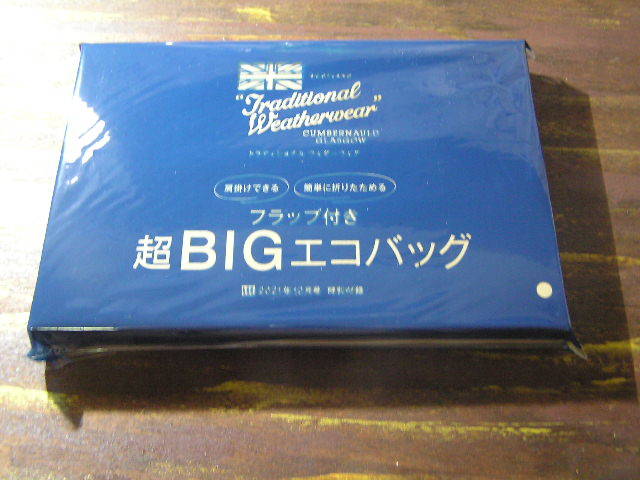 "Traditional
Weatherwear"
CUMBERNAULD
GLASGOW
トラディショナル ウェザーウェア
肩掛けできる 簡単に折りたためる
フラップ付き
超BIGエコバッグ
2021年12月号 特別付録